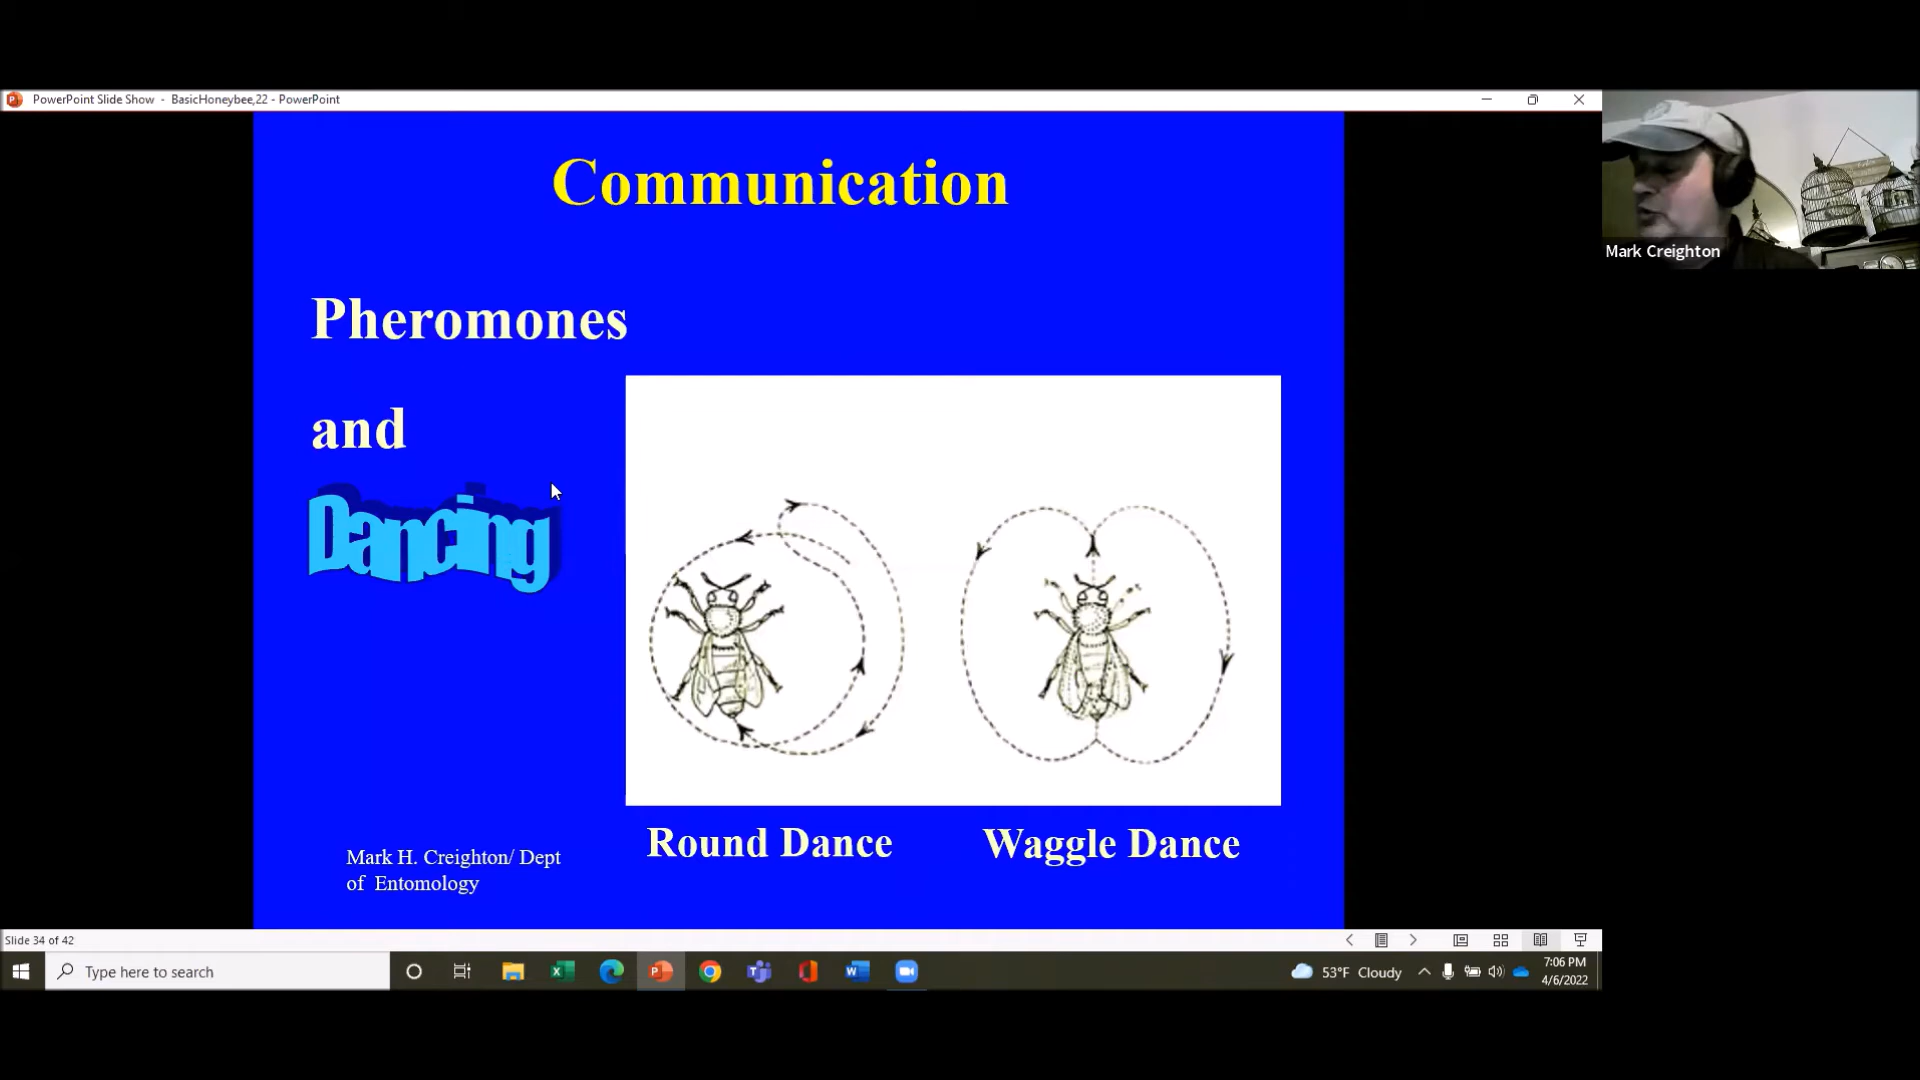 PowerPoint Slide Show - BasicHoneybee,22 - PowerPoint
Communication
Pheromones
and
Dancing
Round Dance
Waggle Dance
Mark H. Creighton/ Dept
of Entomology
Mark Creighton
Slide 34 of 42
Type here to search
53°F Cloudy
7:06 PM
4/6/2022